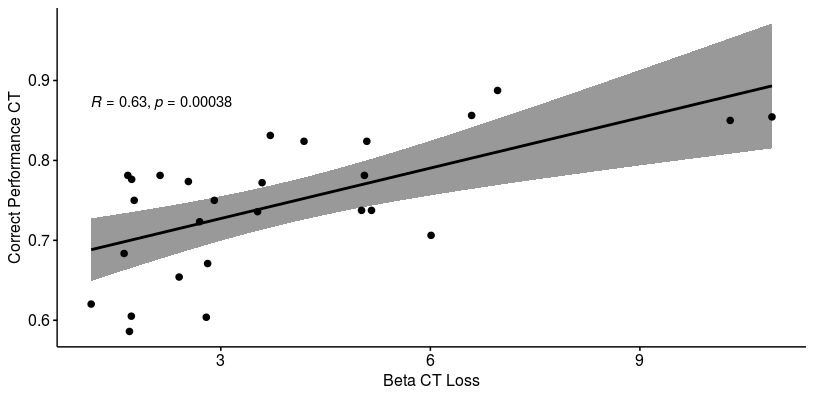 Correct Performance CT
0.9
0.8
0.7
0.6
R = 0.63, p = 0.00038
3
6
9
Beta CT Loss